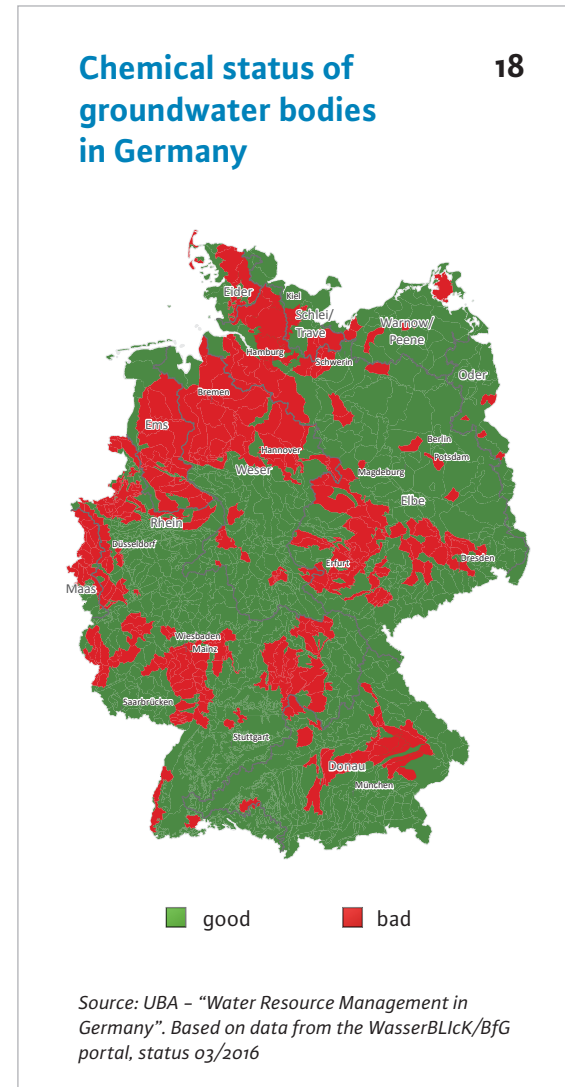 Chemical status of
groundwater bodies
in Germany
18
Eider
Kiel
Schlei/
Trave
Warnow/
Peene
Hamburg
Schwerin
Oder
Bremen
Ems
Hannover
Berlin
Potsdam
Weser
Magdeburg
Elbe
Rhein
Düsseldorf
Erfurt
Dresden
Maas
Wiesbaden
Mainz
Saarbrücken
Stuttgart
Donau
München
good
bad
Source: UBA – “Water Resource Management in
Germany”. Based on data from the WasserBLIcK/BfG
portal, status 03/2016